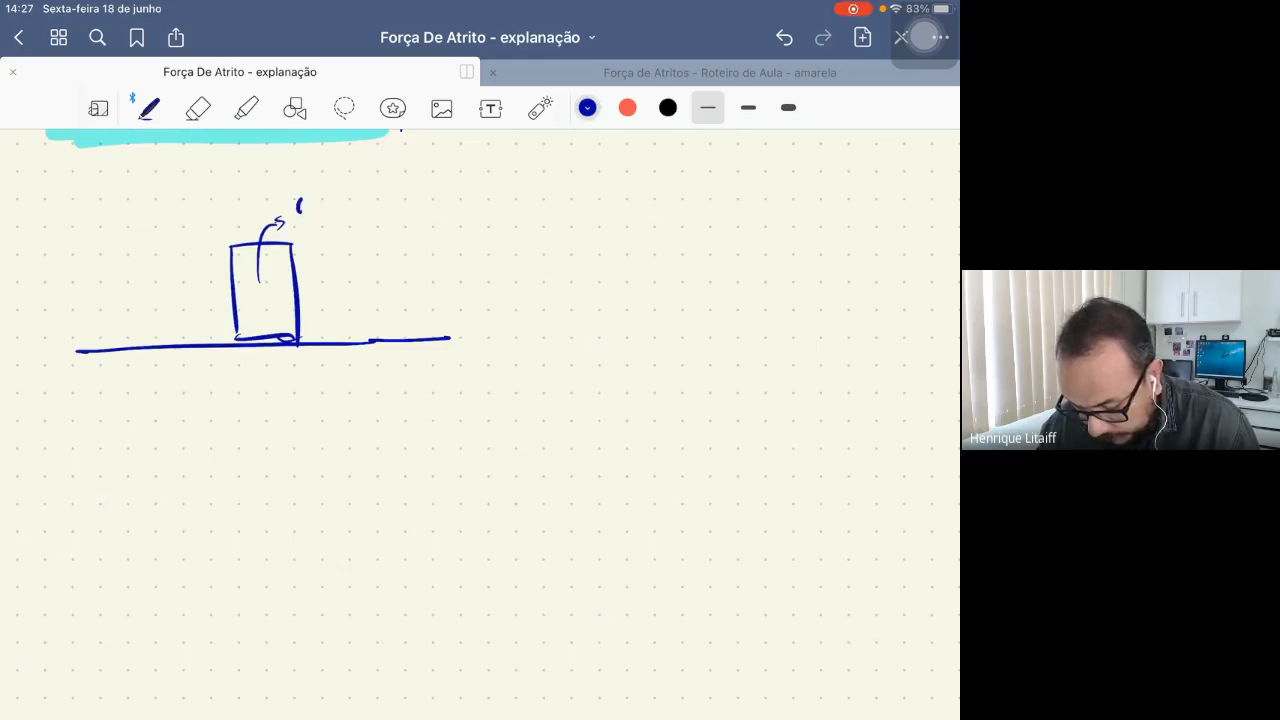 14:27 Sexta-feira 18 de junho 83%
Força De Atrito - explanação
Força De Atrito - explanação
Força de Atritos - Roteiro de Aula - amarela
T
Henrique Litaiff